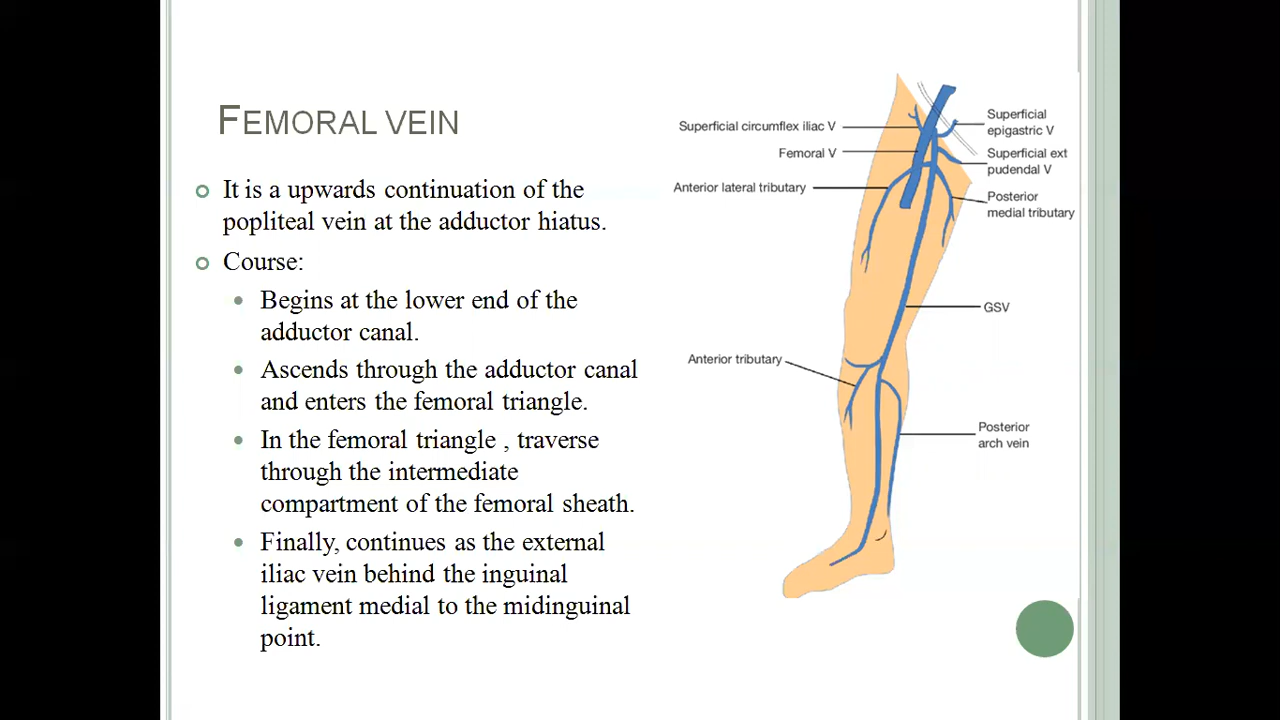 FEMORAL VEIN
It is a upwards continuation of the
popliteal vein at the adductor hiatus.
Course:
Begins at the lower end of the
adductor canal.
Ascends through the adductor canal
and enters the femoral triangle.
In the femoral triangle , traverse
through the intermediate
compartment of the femoral sheath.
Finally, continues as the external
iliac vein behind the inguinal
ligament medial to the midinguinal
point.
Superficial circumflex iliac V
Femoral V
Anterior lateral tributary
Anterior tributary
Superficial
epigastric V
Superficial ext
pudendal V
Posterior
medial tributary
GSV
Posterior
arch vein